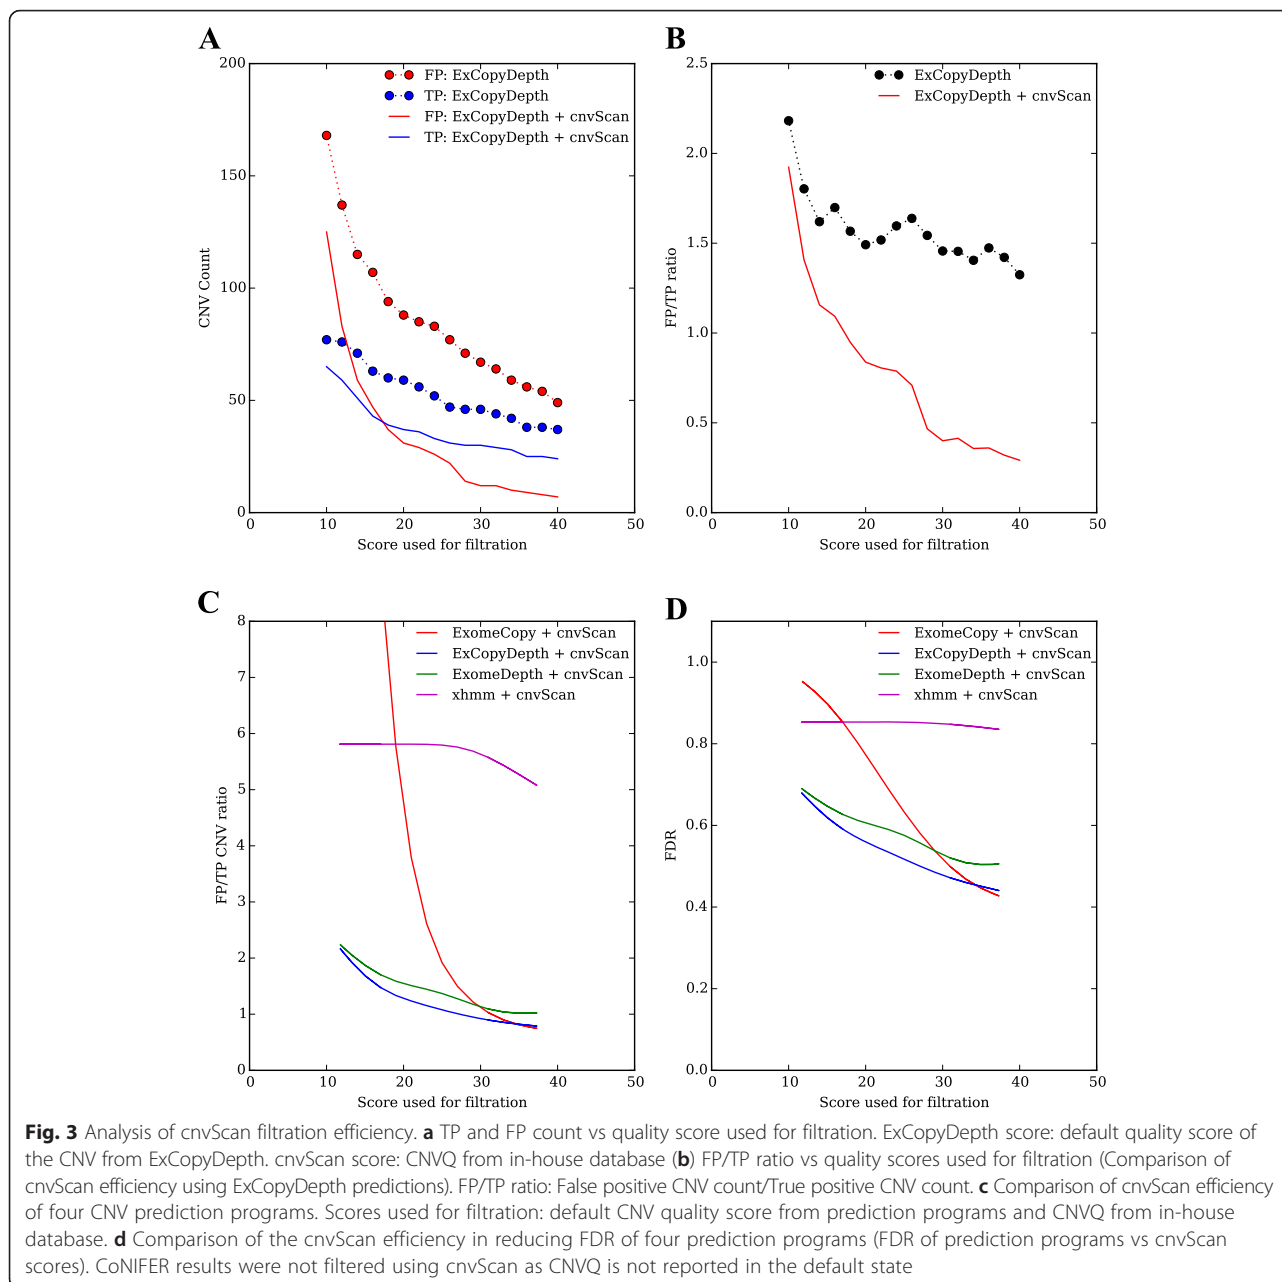 A
200
150
100
50
0
0 10 20 30 40 50
CNV Count
Score used for filtration
FP: ExCopyDepth
TP: ExCopyDepth
FP: ExCopyDepth + cnvScan
TP: ExCopyDepth + cnvScan
B
2.5
2.0
1.5
1.0
0.5
0.0
0 10 20 30 40 50
FP/TP ratio
Score used for filtration
ExCopyDepth
ExCopyDepth + cnvScan
C
8
7
6
5
4
3
2
1
0
0 10 20 30 40 50
FP/TP CNV ratio
Score used for filtration
ExomeCopy + cnvScan
ExCopyDepth + cnvScan
ExomeDepth + cnvScan
xhmm + cnvScan
D
1.0
0.8
0.6
0.4
0.2
0.0
0 10 20 30 40 50
FDR
Score used for filtration
ExomeCopy + cnvScan
ExCopyDepth + cnvScan
ExomeDepth + cnvScan
xhmm + cnvScan
Fig. 3 Analysis of cnvScan filtration efficiency. a TP and FP count vs quality score used for filtration. ExCopyDepth score: default quality score of
the CNV from ExCopyDepth. cnvScan score: CNVQ from in-house database (b) FP/TP ratio vs quality scores used for filtration (Comparison of
cnvScan efficiency using ExCopyDepth predictions). FP/TP ratio: False positive CNV count/True positive CNV count. c Comparison of cnvScan efficiency
of four CNV prediction programs. Scores used for filtration: default CNV quality score from prediction programs and CNVQ from in-house
database. d Comparison of the cnvScan efficiency in reducing FDR of four prediction programs (FDR of prediction programs vs cnvScan
scores). CoNIFER results were not filtered using cnvScan as CNVQ is not reported in the default state